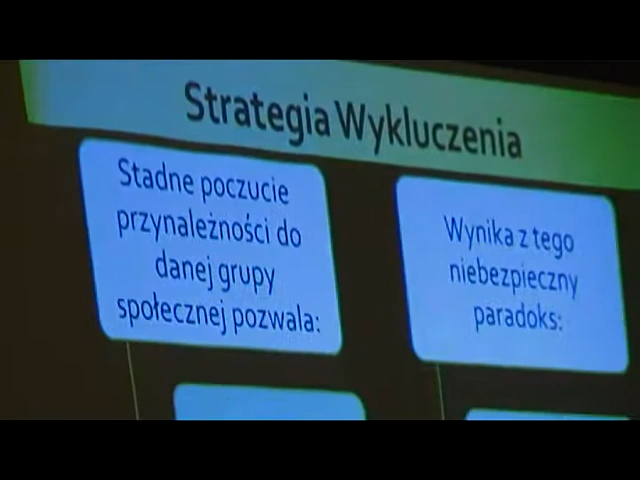 Strategia Wykluczenia
Stadne poczucie
przynależności do
danej grupy
społecznej pozwala:
Wynika z tego
niebezpieczny
paradoks: